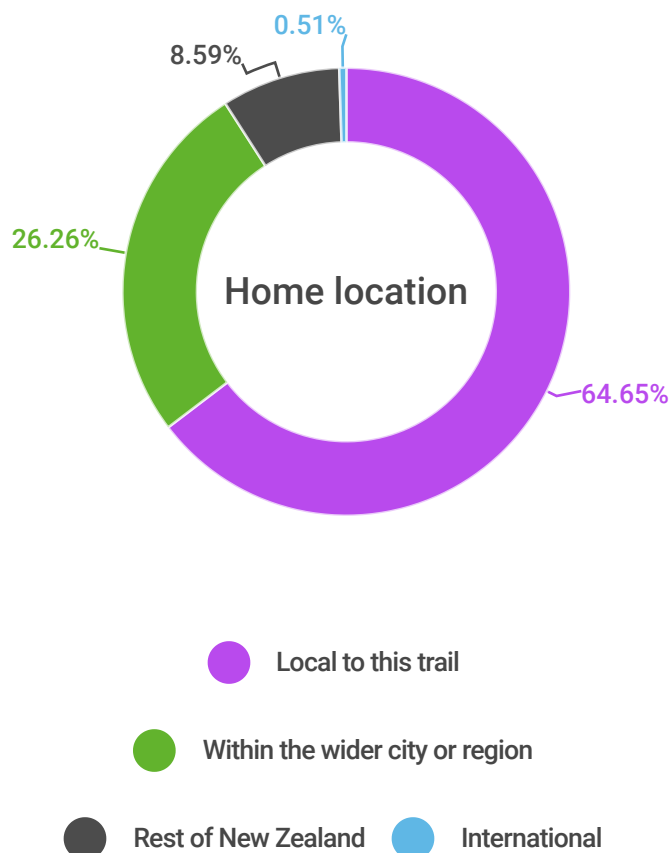 0.51%
8.59%
26.26%
Home location
64.65%
Local to this trail
Within the wider city or region
Rest of New Zealand International